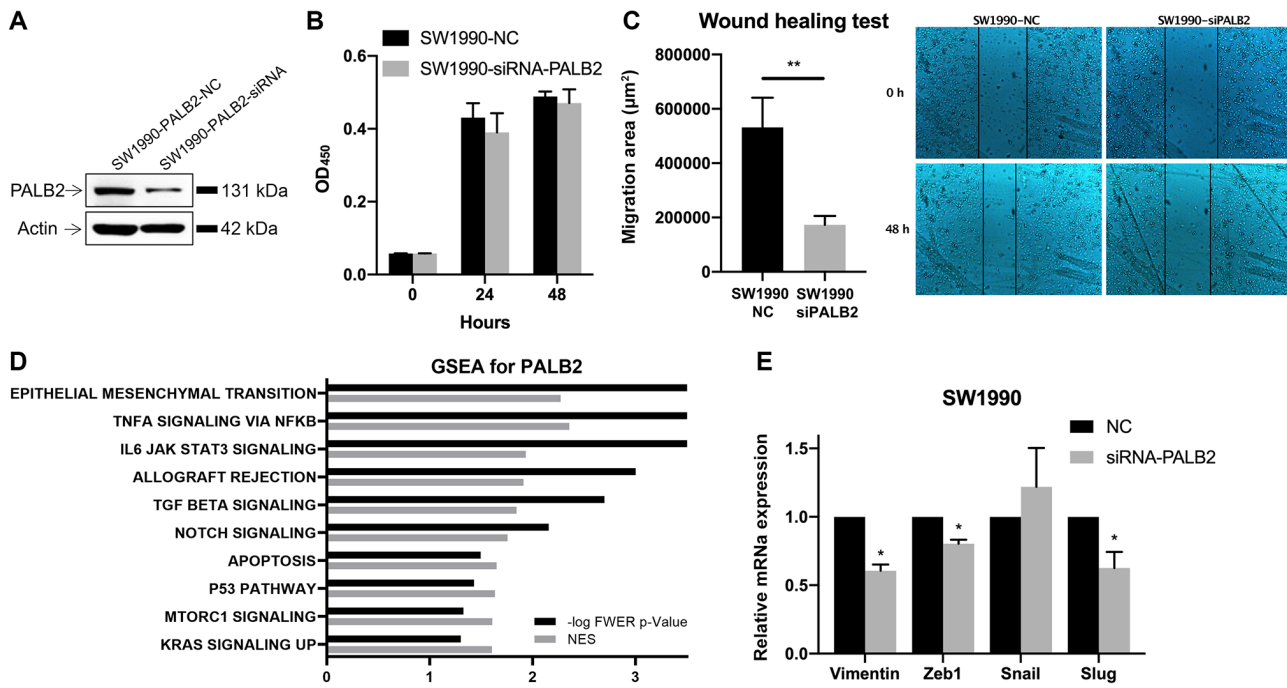 A
SW1990-PALB2-NC
SW1990-PALB2-siRNA
PALB2
131 kDa
Actin
42 kDa
B
SW1990-NC
SW1990-siRNA-PALB2
0.6
0.4
0.2
0.0
OD450
0
24
48
Hours
C
Wound healing test
800000
600000
400000
200000
0
Migration area (µm²)
**
SW1990
NC
SW1990
siPALB2
SW1990-NC
SW1990-siPALB2
0 h
48 h
D
GSEA for PALB2
EPITHELIAL MESENCHYMAL TRANSITION
TNFA SIGNALING VIA NFKB
IL6 JAK STAT3 SIGNALING
ALLOGRAFT REJECTION
TGF BETA SIGNALING
NOTCH SIGNALING
APOPTOSIS
P53 PATHWAY
MTORC1 SIGNALING
KRAS SIGNALING UP
-log FWER p-Value
NES
0
1
2
3
E
SW1990
NC
siRNA-PALB2
1.5
1.0
0.5
0.0
Relative mRNa expression
*
*
*
Vimentin
Zeb1
Snail
Slug